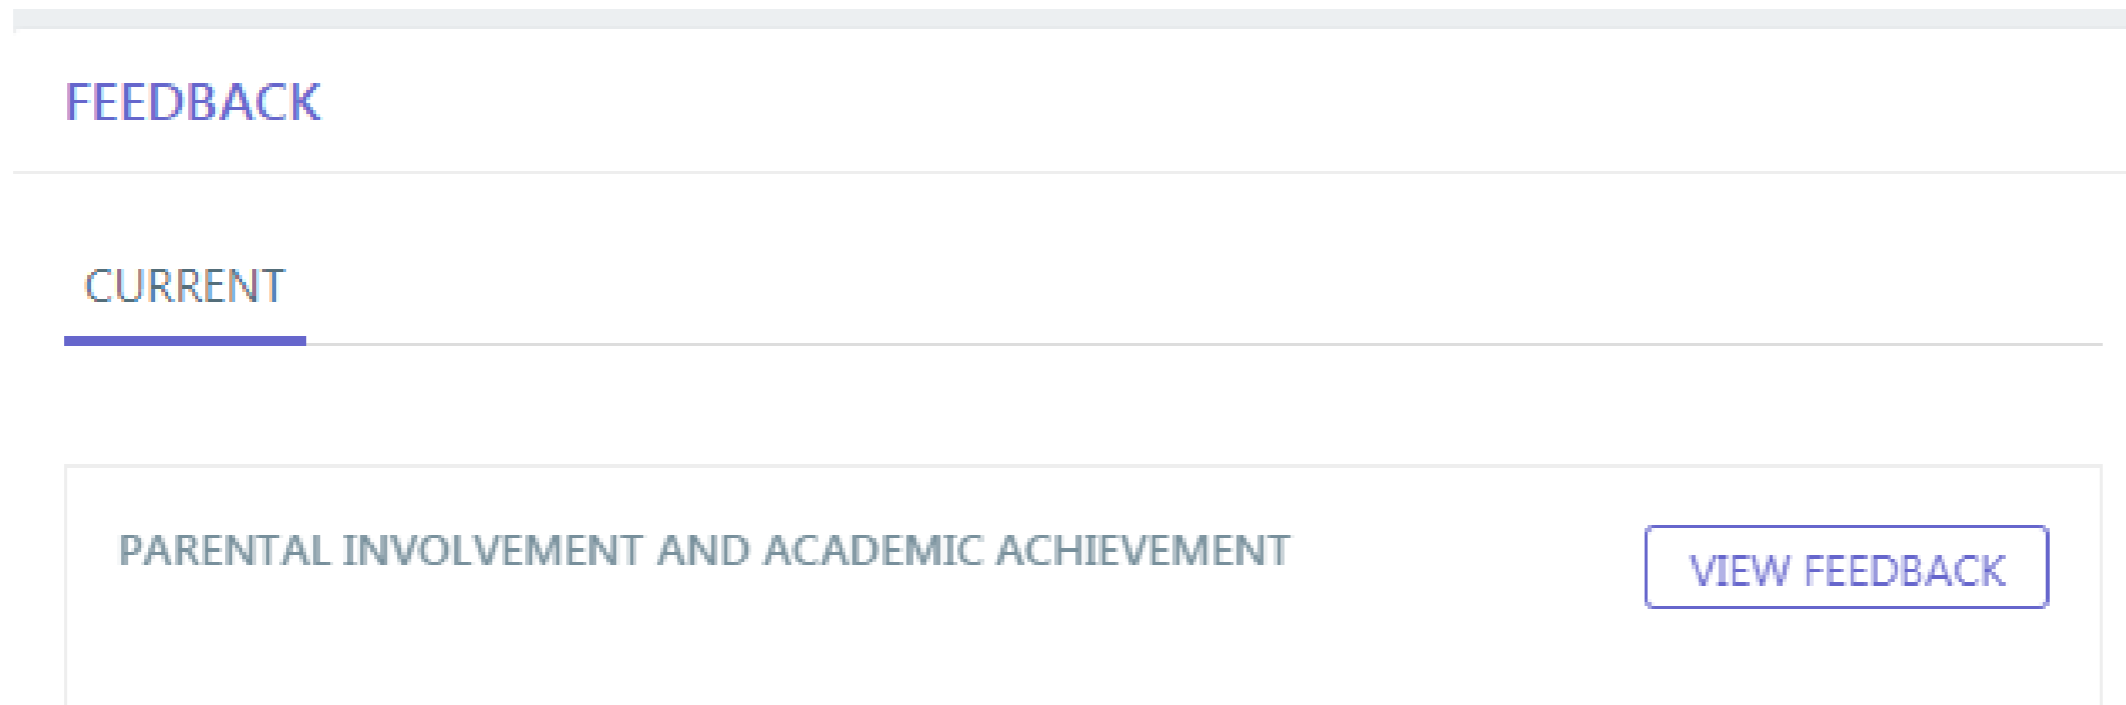 FEEDBACK
CURRENT
PARENTAL INVOLVEMENT AND ACADEMIC ACHIEVEMENT
VIEW FEEDBACK